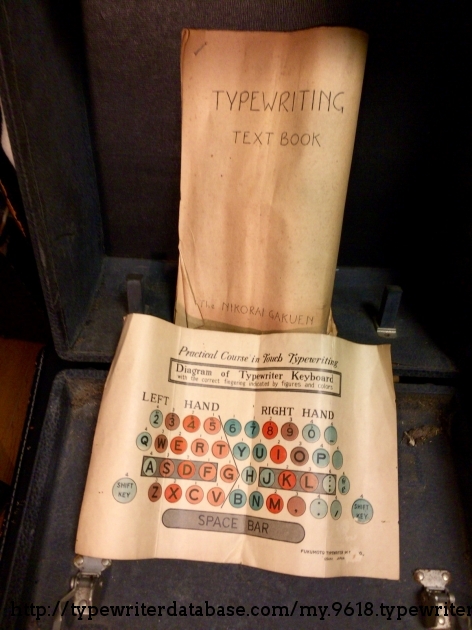 TYPEWRITING
TEXT BOOK
NIKORAI GAKUEN
Practical Course in Touch Typewriting
Diagram of Typewriter Keyboard
with the correct fingering indicated by figures and colors
LEFT HAND RIGHT HAND
2 3 4 5 6 7 8 9 0
Q W E R T Y U I O P
A S D F G H J K L
SHIFT KEY Z X C V B N M . , SHIFT KEY
SPACE BAR
http://typewriterdatabase.com/my.9618.typewriter